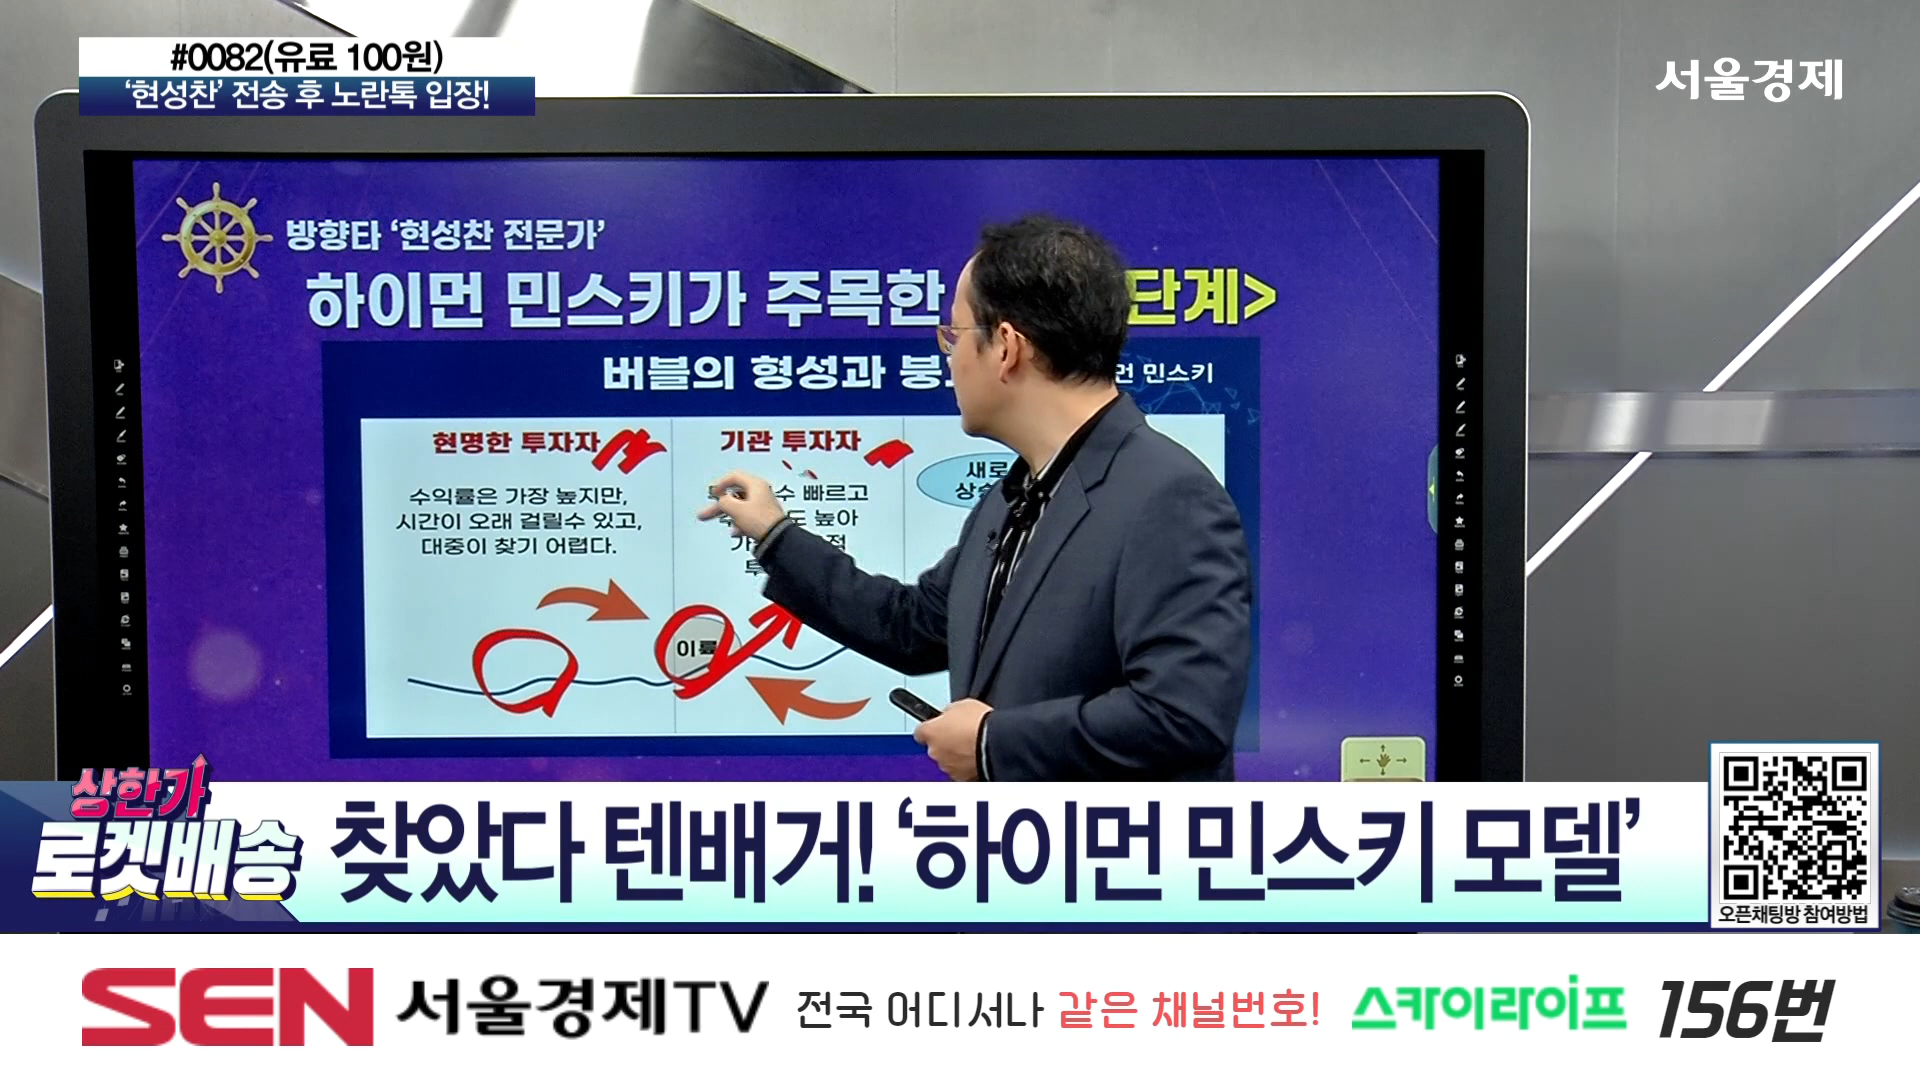 #0082(유료 100원)
‘현성찬’ 전송 후 노란톡 입장!
서울경제
방향타 ‘현성찬 전문가’
하이먼 민스키가 주목한 단계>
버블의 형성과 민스키
현명한 투자자
수익률은 가장 높지만,
시간이 오래 걸릴수 있고,
대중이 찾기 어렵다.
기관 투자자
빠르고
높아
이륙
상한가
로켓배송
찾았다 텐배거! ‘하이먼 민스키 모델’
오픈채팅방 참여방법
SEN 서울경제TV 전국 어디서나 같은 채널번호! 스카이라이프 156번